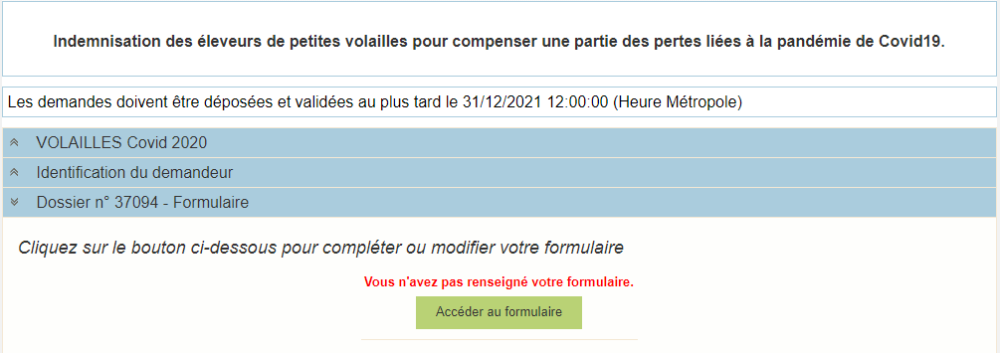 Indemnisation des éleveurs de petites volailles pour compenser une partie des pertes liées à la pandémie de Covid19.
Les demandes doivent être déposées et validées au plus tard le 31/12/2021 12:00:00 (Heure Métropole)
VOLAILLES Covid 2020
Identification du demandeur
Dossier n° 37094 - Formulaire
Cliquez sur le bouton ci-dessous pour compléter ou modifier votre formulaire
Vous n'avez pas renseigné votre formulaire.
Accéder au formulaire